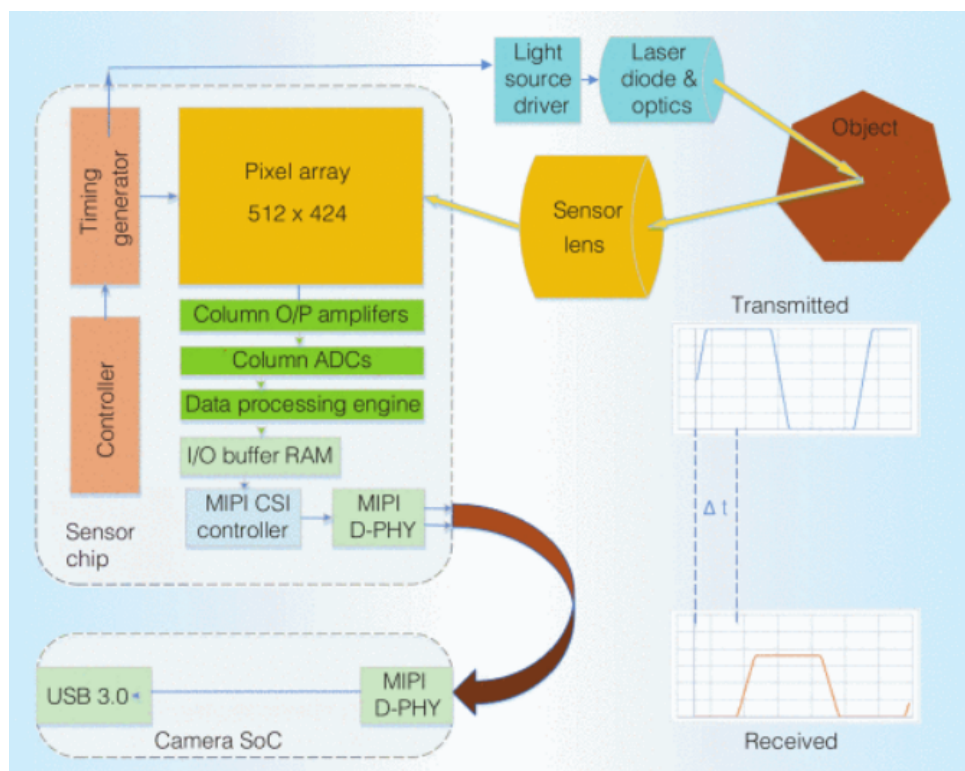 Light
source
driver
Laser
diode &
optics
Object
Timing
generator
Pixel array
512 x 424
Sensor
lens
Column O/P amplifers
Column ADCs
Data processing engine
I/O buffer RAM
MIPI CSI
controller
MIPI
D-PHY
Controller
Sensor
chip
Transmitted
Δ t
Received
USB 3.0
MIPI
D-PHY
Camera SoC